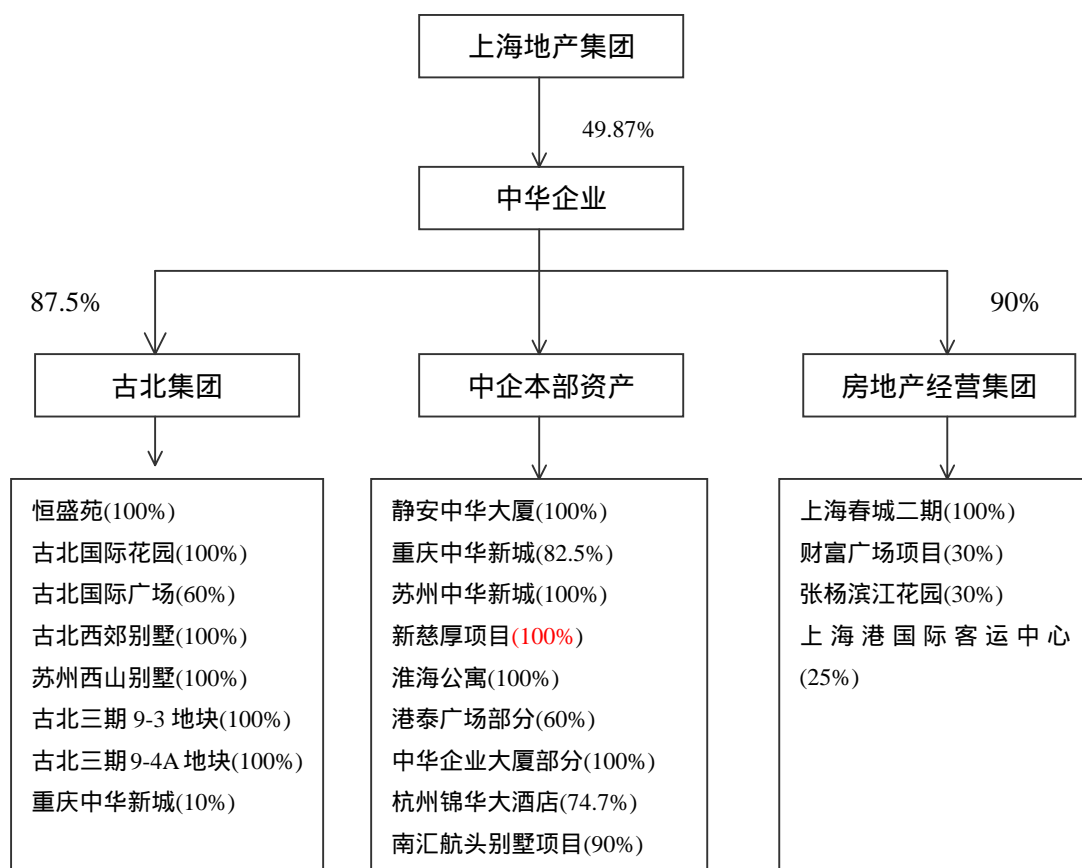 上海地产集团
49.87%
中华企业
87.5%
90%
古北集团
中企本部资产
房地产经营集团
恒盛苑(100%)
古北国际花园(100%)
古北国际广场(60%)
古北西郊别墅(100%)
苏州西山别墅(100%)
古北三期 9-3 地块(100%)
古北三期 9-4A 地块(100%)
重庆中华新城(10%)
静安中华大厦(100%)
重庆中华新城(82.5%)
苏州中华新城(100%)
新慈厚项目(100%)
淮海公寓(100%)
港泰广场部分(60%)
中华企业大厦部分(100%)
杭州锦华大酒店(74.7%)
南汇航头别墅项目(90%)
上海春城二期(100%)
财富广场项目(30%)
张杨滨江花园(30%)
上海港国际客运中心
(25%)